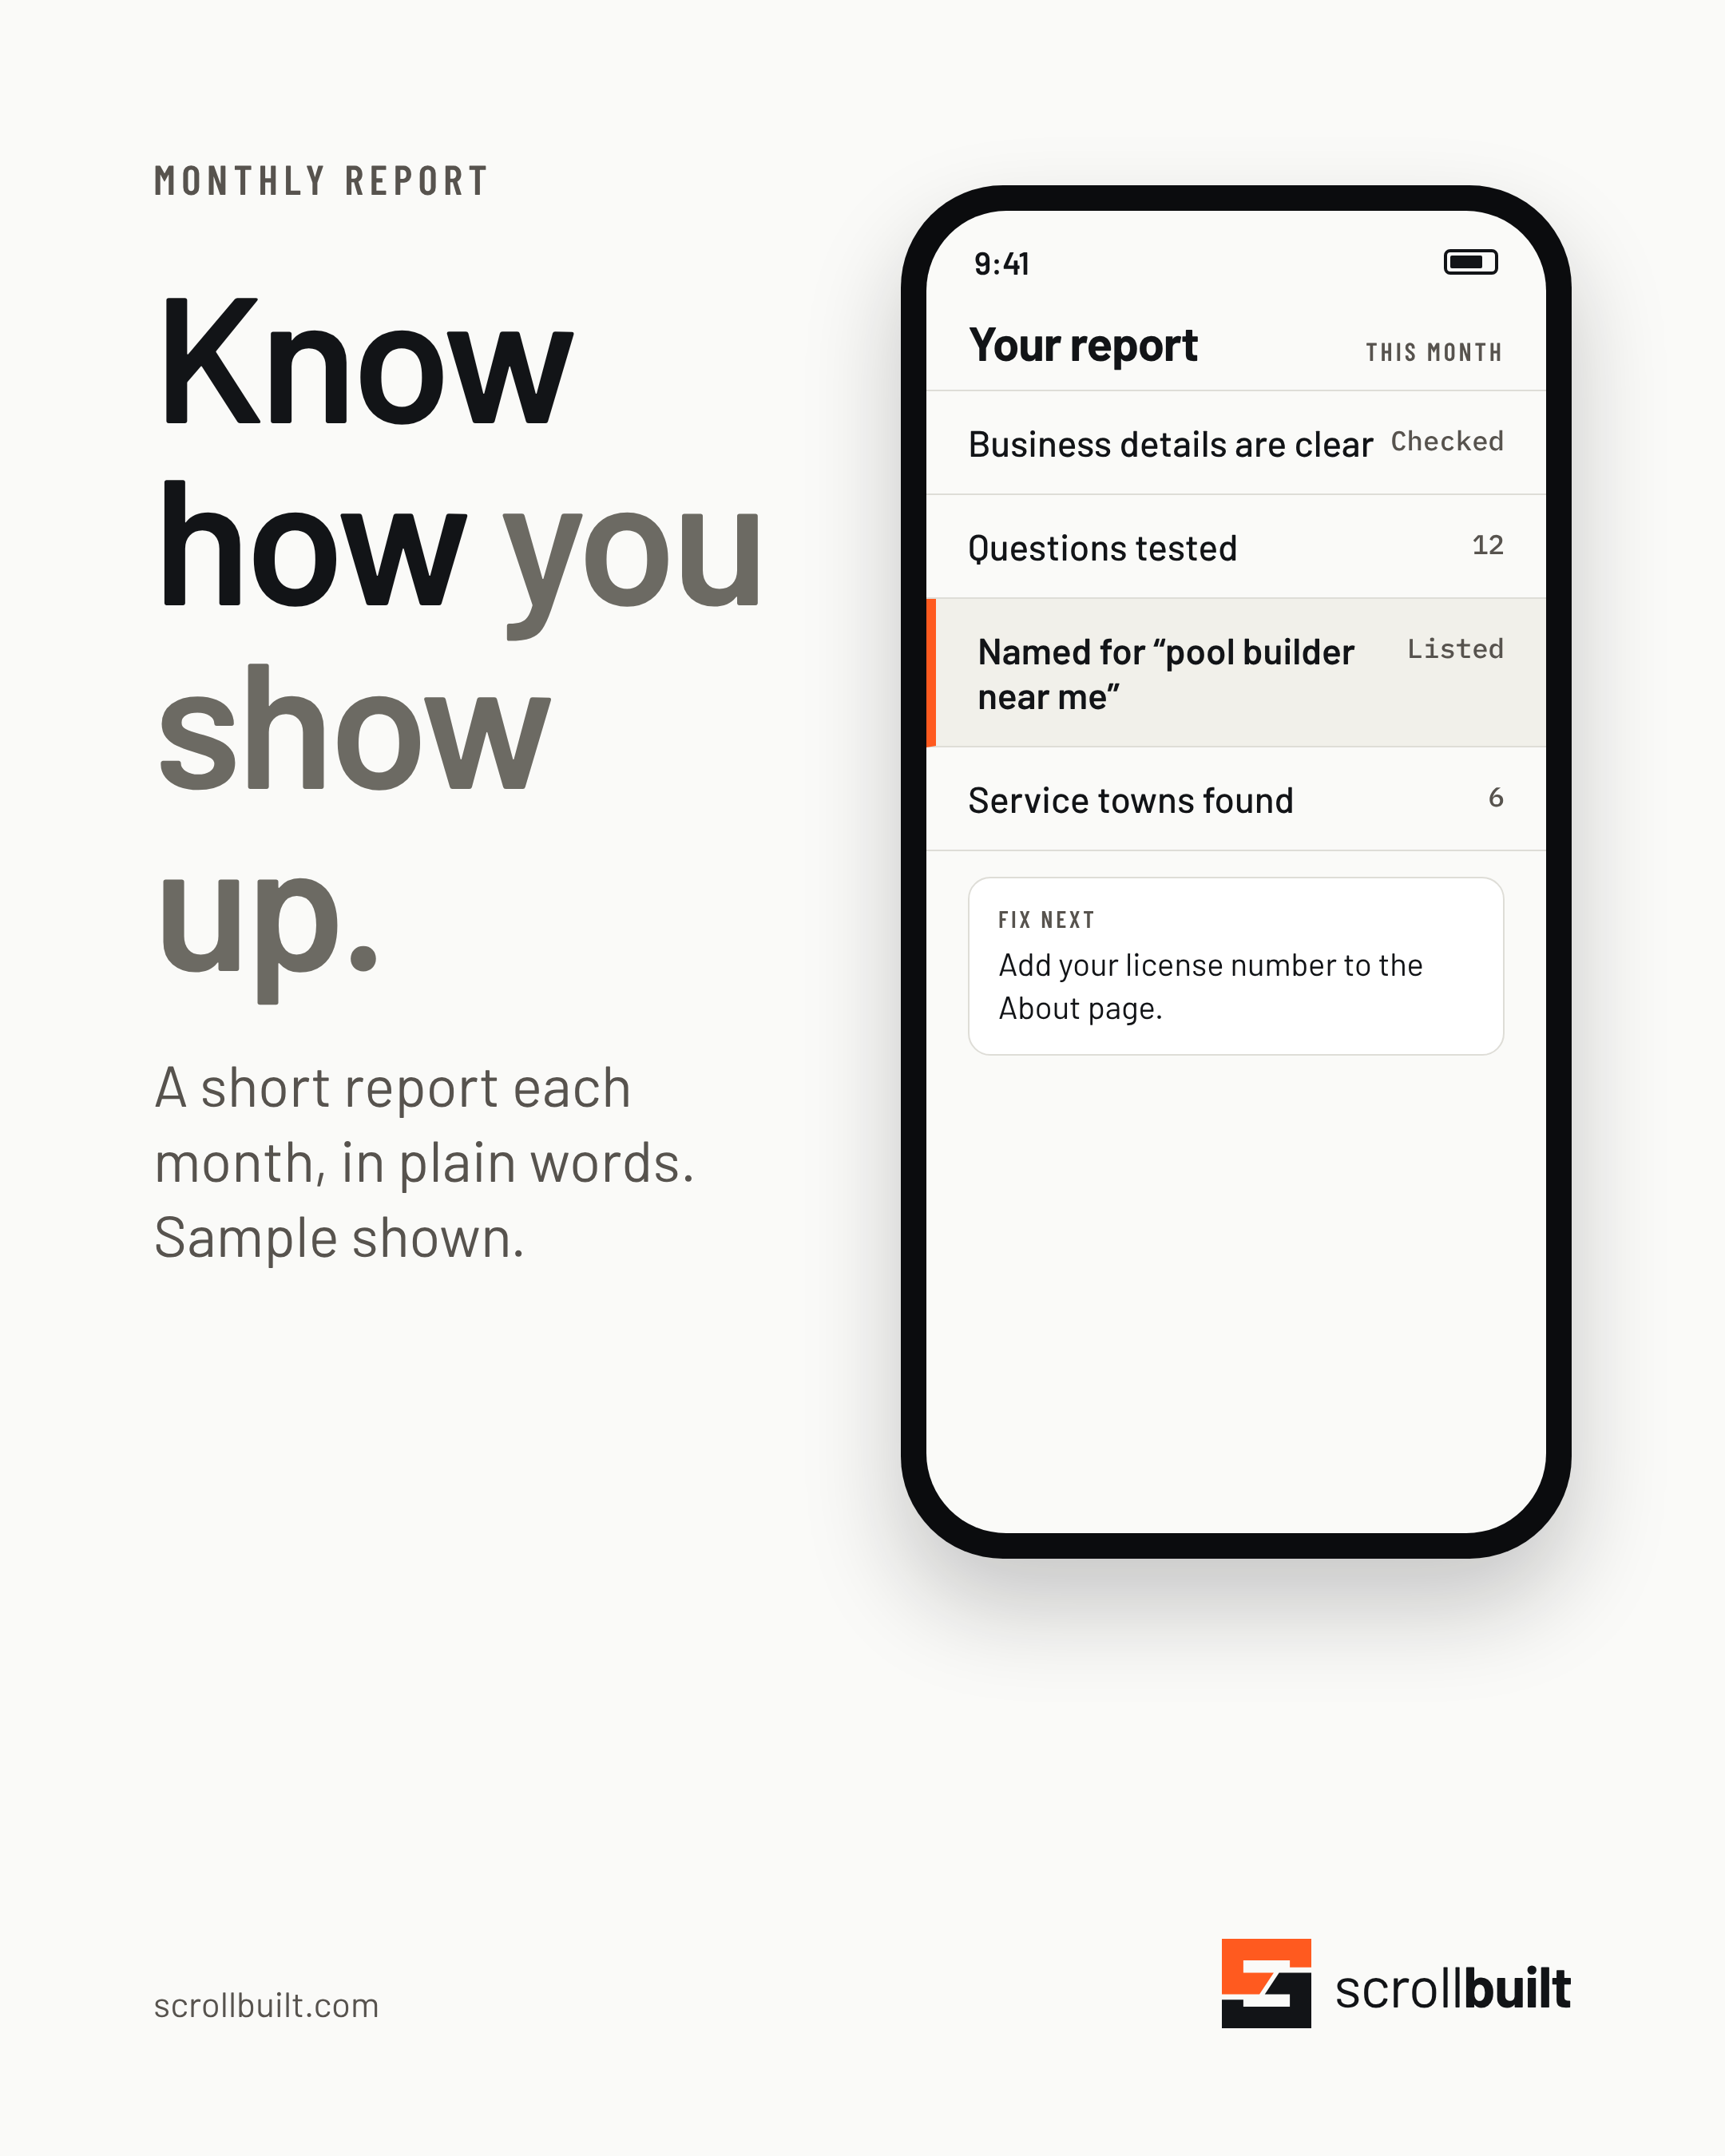 MONTHLY REPORT
Know
how you
show
up.
A short report each
month, in plain words.
Sample shown.
9:41
Your report
THIS MONTH
Business details are clear
Checked
Questions tested
12
Named for “pool builder
near me”
Listed
Service towns found
6
FIX NEXT
Add your license number to the
About page.
scrollbuilt.com
scrollbuilt